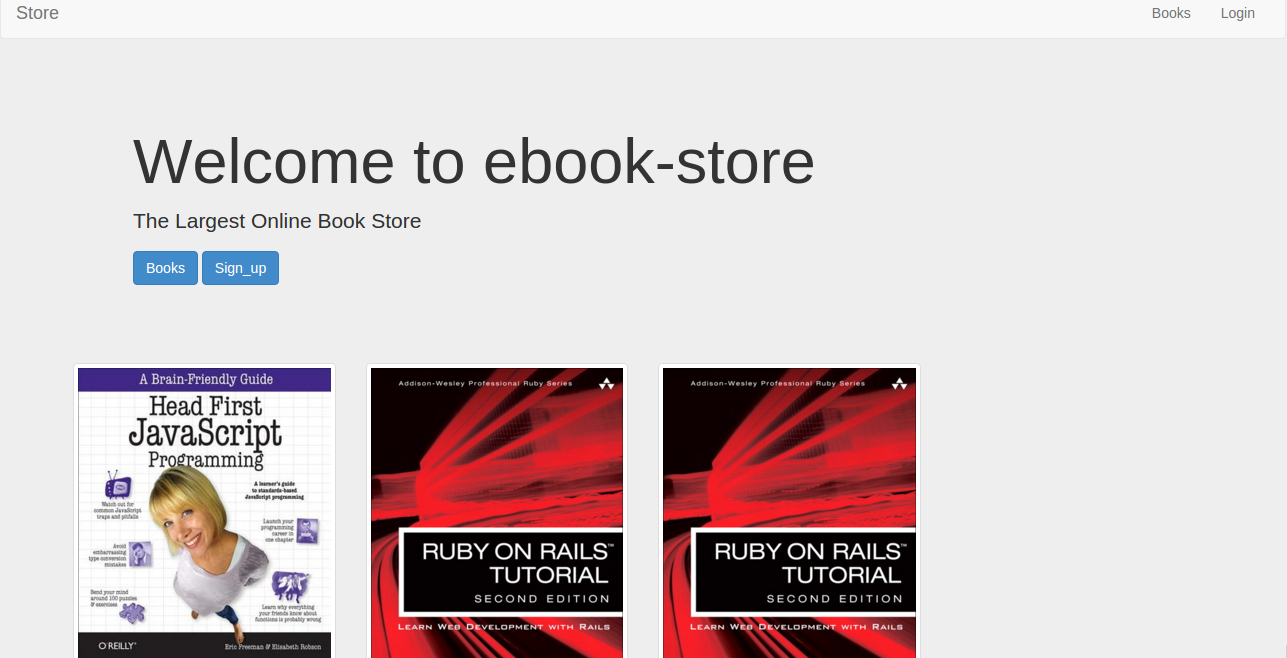 Store
Books
Login
Welcome to ebook-store
The Largest Online Book Store
Books
Sign_up
A Brain-Friendly Guide
Head First
JavaScript
Programming
A learner's guide
to standards-based
JavaScript programming
Watch out for
common JavaScript
traps and pitfalls
Launch your
programming
career in
one chapter
Avoid
embarrassing
type conversion
mistakes
Bend your mind
around 100 puzzles
& exercises
Learn why everything
your friends know about
functions is probably wrong
O'REILLY®
Eric Freeman & Elisabeth Robson
Addison-Wesley Professional Ruby Series
RUBY ON RAILS™
TUTORIAL
SECOND EDITION
LEARN WEB DEVELOPMENT WITH RAILS
Addison-Wesley Professional Ruby Series
RUBY ON RAILS™
TUTORIAL
SECOND EDITION
LEARN WEB DEVELOPMENT WITH RAILS